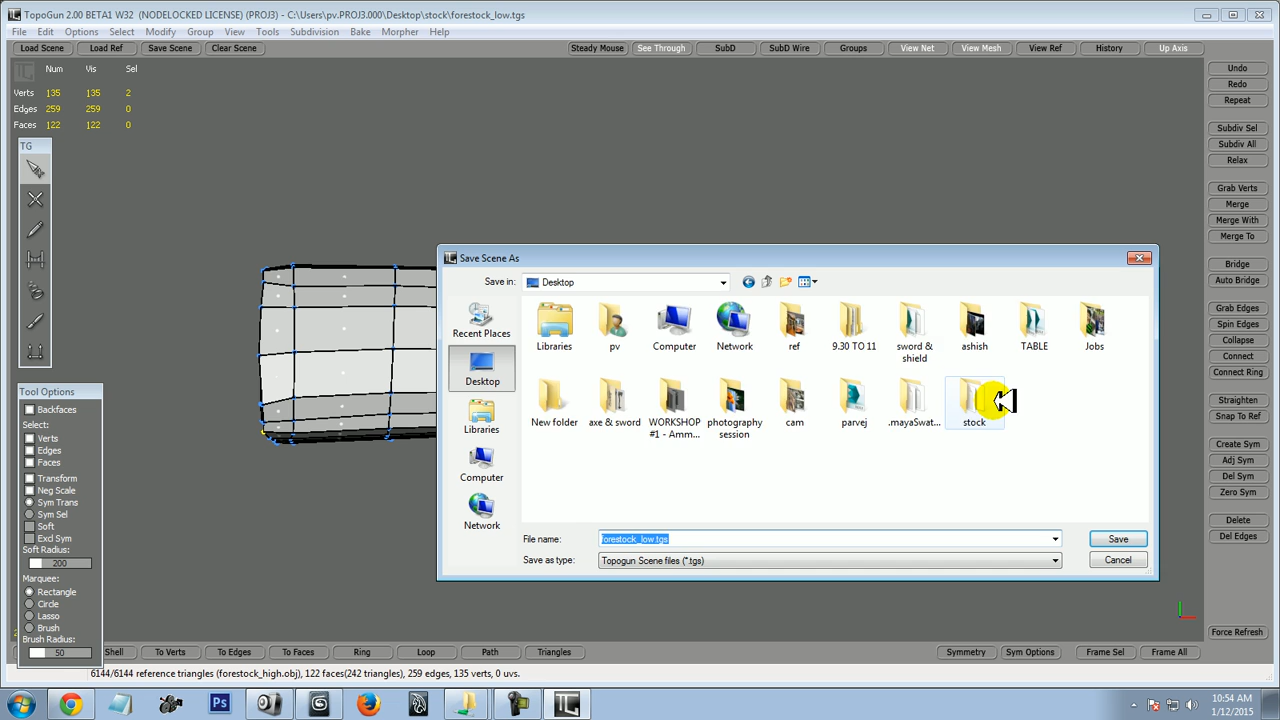 TopoGun 2.00 BETA1 W32 (NODELOCKED LICENSE) (PROJ3) - C:\Users\pv.PROJ3.000\Desktop\stock\forestock_low.tgs
File Edit Options Select Group View Tools Subdivision Bake Morpher Help
Load Scene Load Ref Save Scene Clear Scene Steady Mouse See Through SubD SubD Wire Groups View Net View Mesh View Ref History Up Axis
Num Vis Sel
Verts 135 135 2
Edges 259 259 0
Faces 122 122 0
TG
Tool Options
Backfaces
Select:
Verts
Edges
Faces
Transform
Neg Scale
Sym Trans
Sym Sel
Soft
Excl Sym
Soft Radius:
200
Marquee:
Rectangle
Circle
Lasso
Brush
Brush Radius:
50
Save Scene As
Save in: Desktop
Recent Places
Desktop
Libraries
Computer
Network
Libraries pv Computer Network ref 9.30 TO 11 sword & shield ashish TABLE Jobs
New folder axe & sword WORKSHOP #1 - Amm... photography session cam parvej .mayaSwat... stock
File name: forestock_low.tgs Save
Save as type: Topogun Scene files (*.tgs) Cancel
Undo
Redo
Repeat
Subdiv Sel
Subdiv All
Relax
Grab Verts
Merge
Merge With
Merge To
Bridge
Auto Bridge
Grab Edges
Spin Edges
Collapse
Connect
Connect Ring
Straighten
Snap To Ref
Create Sym
Adj Sym
Del Sym
Zero Sym
Delete
Del Edges
Force Refresh
Shell To Verts To Edges To Faces Ring Loop Path Triangles Symmetry Sym Options Frame Sel Frame All
6144/6144 reference triangles (forestock_high.obj), 122 faces(242 triangles), 259 edges, 135 verts, 0 uvs.
Ps
10:54 AM
1/12/2015